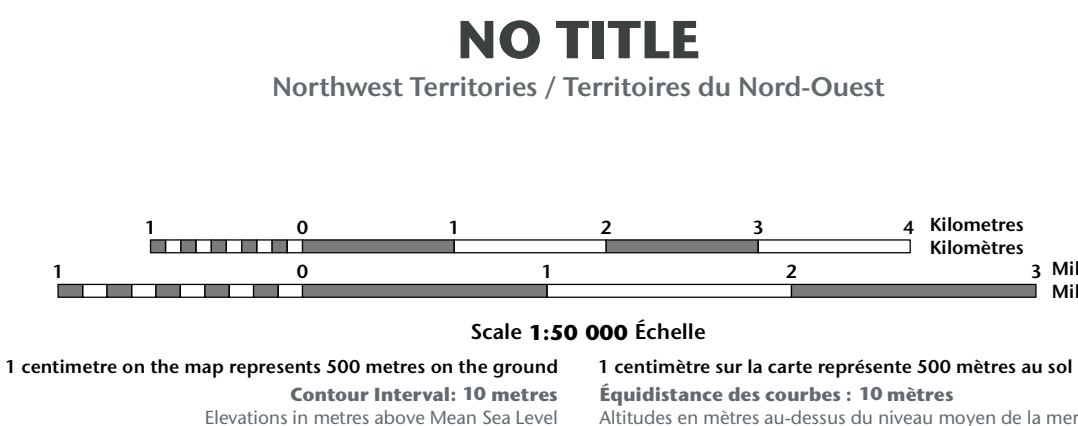 NO TITLE
Northwest Territories / Territoires du Nord-Ouest
1 0 1 2 3 4 Kilometres
Kilomètres
1 0 1 2 3 Mil
Mil
Scale 1:50 000 Échelle
1 centimetre on the map represents 500 metres on the ground
Contour Interval: 10 metres
Elevations in metres above Mean Sea Level
1 centimètre sur la carte représente 500 mètres au sol
Équidistance des courbes : 10 mètres
Altitudes en mètres au-dessus du niveau moyen de la mer